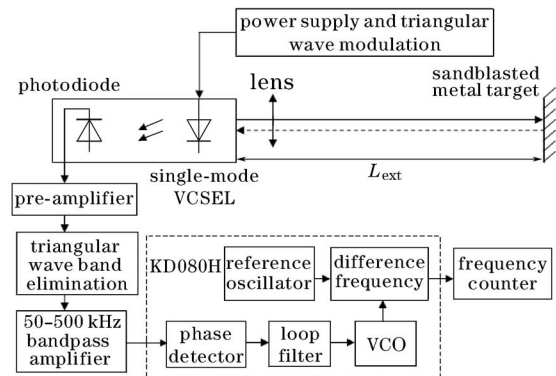 power supply and triangular
wave modulation
photodiode
lens
sandblasted
metal target
single-mode
VCSEL
L_ext
pre-amplifier
triangular
wave band
elimination
50–500 kHz
bandpass
amplifier
KD080H
reference
oscillator
difference
frequency
frequency
counter
phase
detector
loop
filter
VCO